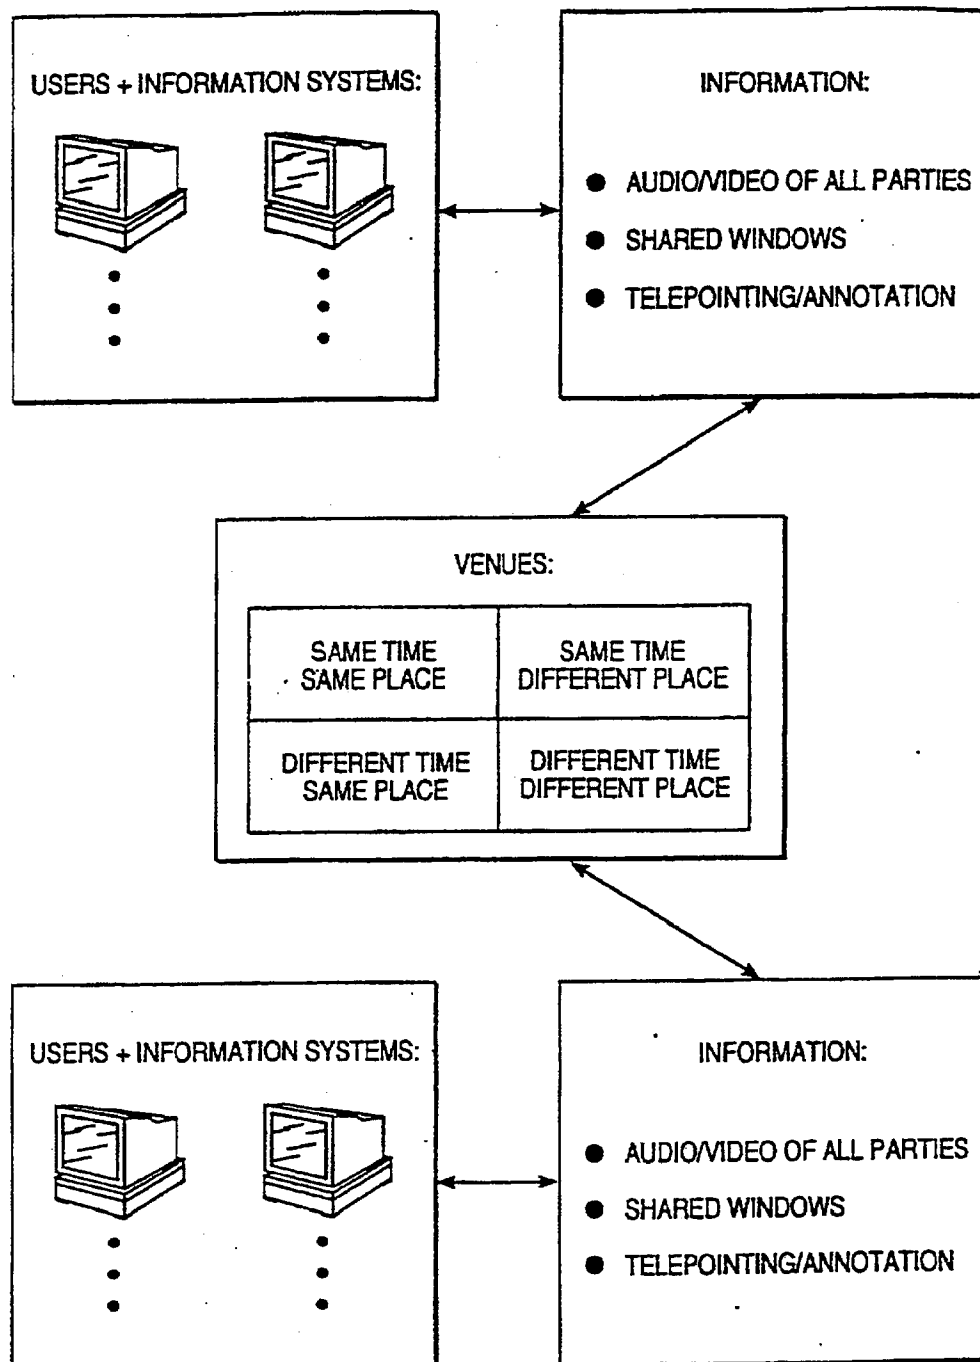 USERS + INFORMATION SYSTEMS:
INFORMATION:
● AUDIO/VIDEO OF ALL PARTIES
● SHARED WINDOWS
● TELEPOINTING/ANNOTATION
VENUES:
SAME TIME
SAME PLACE
SAME TIME
DIFFERENT PLACE
DIFFERENT TIME
SAME PLACE
DIFFERENT TIME
DIFFERENT PLACE
USERS + INFORMATION SYSTEMS:
INFORMATION:
● AUDIO/VIDEO OF ALL PARTIES
● SHARED WINDOWS
● TELEPOINTING/ANNOTATION